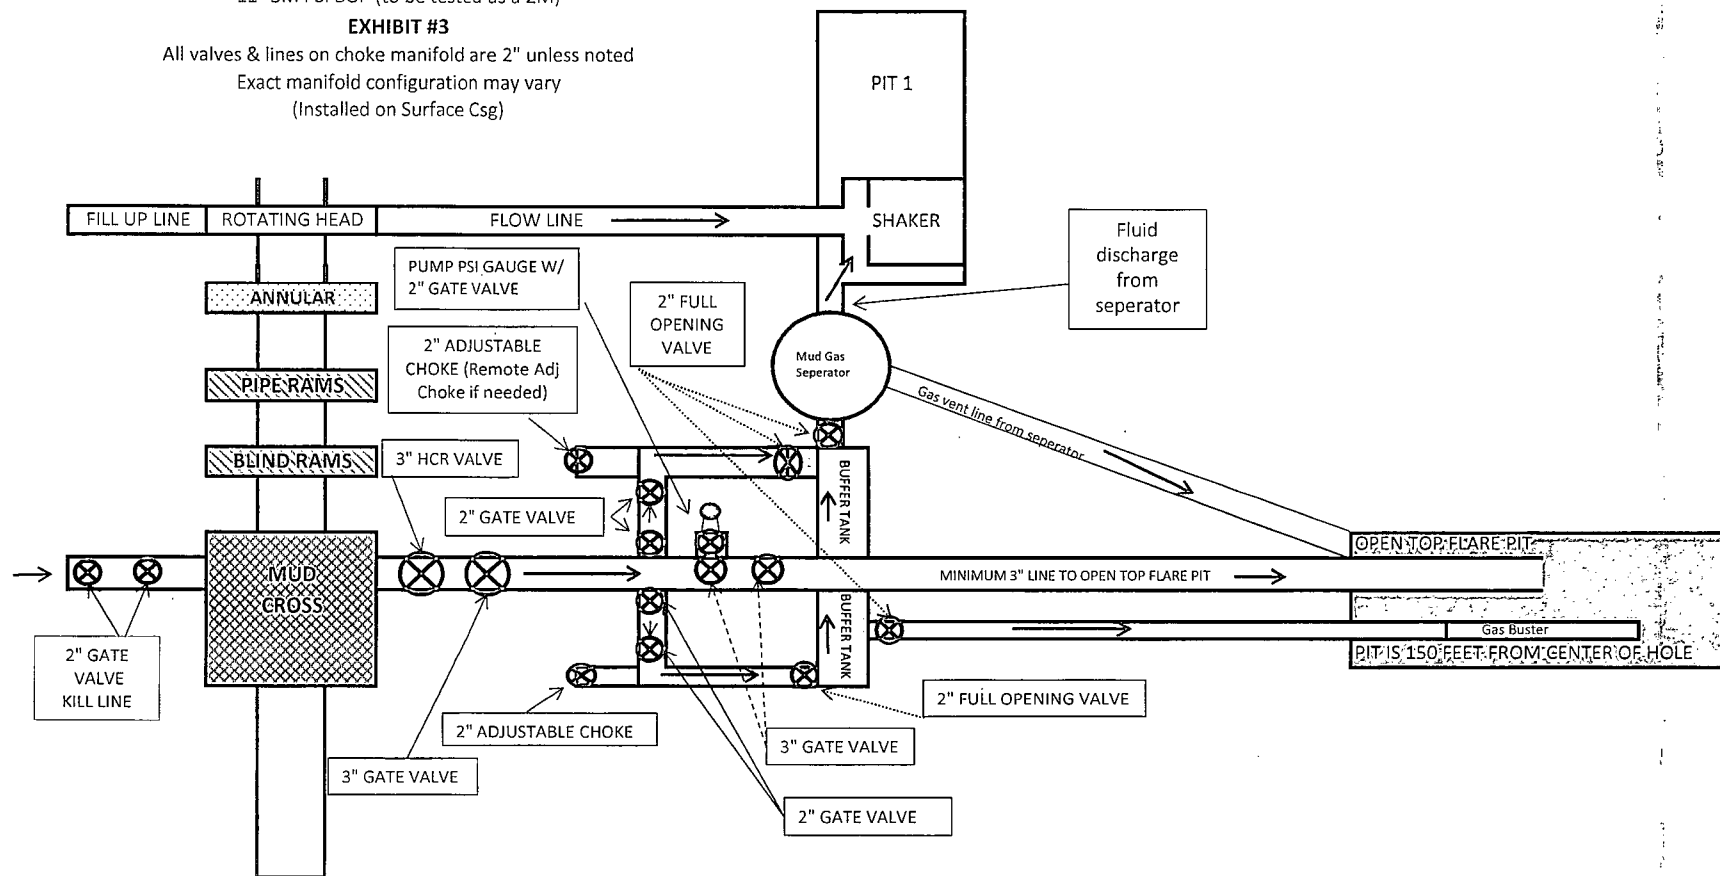 (to be tested as a 2M)
EXHIBIT #3
All valves & lines on choke manifold are 2" unless noted
Exact manifold configuration may vary
(Installed on Surface Csg)
PIT 1
FILL UP LINE
ROTATING HEAD
FLOW LINE
SHAKER
Fluid
discharge
from
seperator
PUMP PSI GAUGE W/
2" GATE VALVE
ANNULAR
2" FULL
OPENING
VALVE
2" ADJUSTABLE
CHOKE (Remote Adj
Choke if needed)
Mud Gas
Seperator
PIPE RAMS
Gas vent line from seperator
BLIND RAMS
3" HCR VALVE
BUFFER TANK
2" GATE VALVE
OPEN TOP FLARE PIT
MUD
CROSS
MINIMUM 3" LINE TO OPEN TOP FLARE PIT
BUFFER TANK
Gas Buster
PIT IS 150 FEET FROM CENTER OF HOLE
2" GATE
VALVE
KILL LINE
2" FULL OPENING VALVE
2" ADJUSTABLE CHOKE
3" GATE VALVE
3" GATE VALVE
2" GATE VALVE